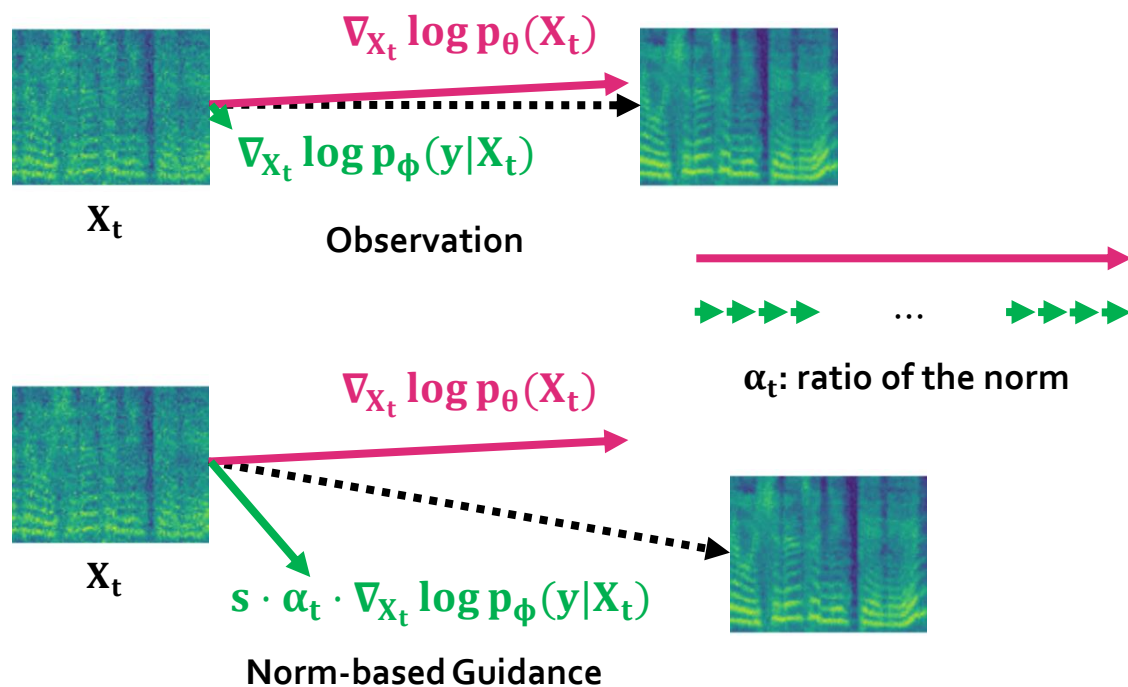 ∇Xₜ log pθ(Xₜ)
∇Xₜ log pϕ(y|Xₜ)
Xₜ
Observation
...
αₜ: ratio of the norm
∇Xₜ log pθ(Xₜ)
Xₜ
s · αₜ · ∇Xₜ log pϕ(y|Xₜ)
Norm-based Guidance